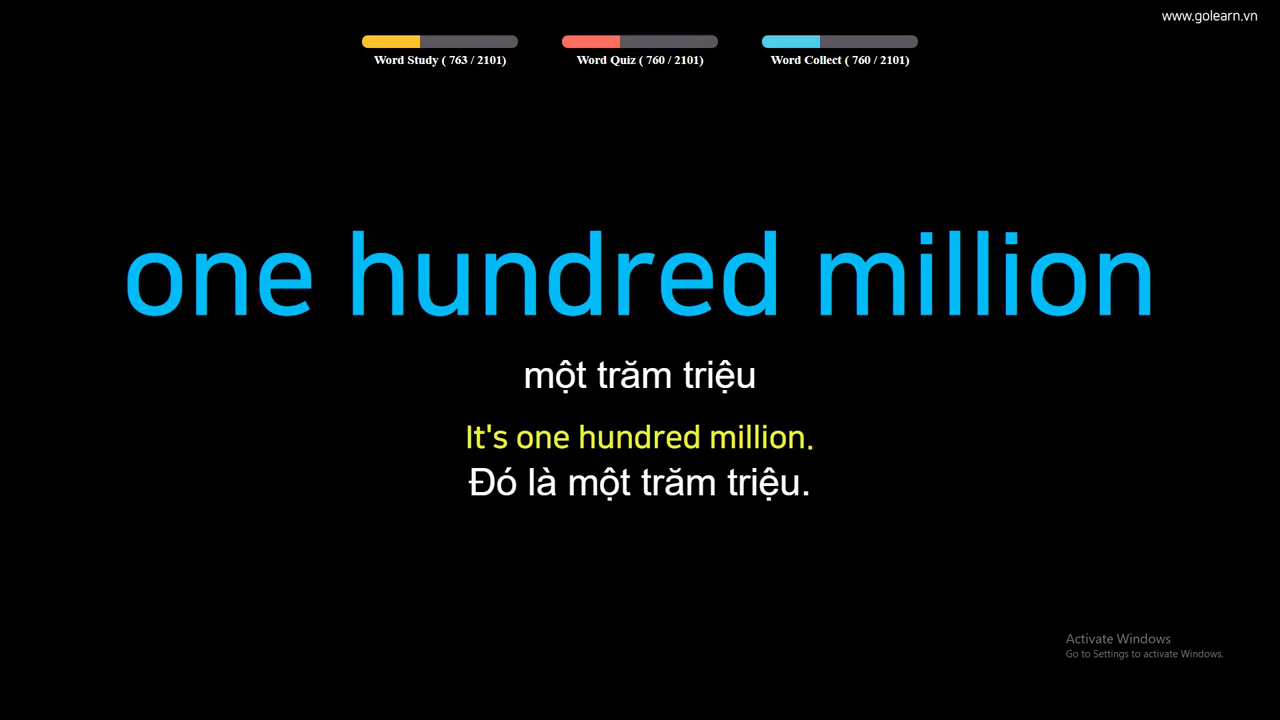 www.golearn.vn
Word Study ( 763 / 2101)
Word Quiz ( 760 / 2101)
Word Collect ( 760 / 2101)
one hundred million
một trăm triệu
It's one hundred million.
Đó là một trăm triệu.
Activate Windows
Go to Settings to activate Windows.